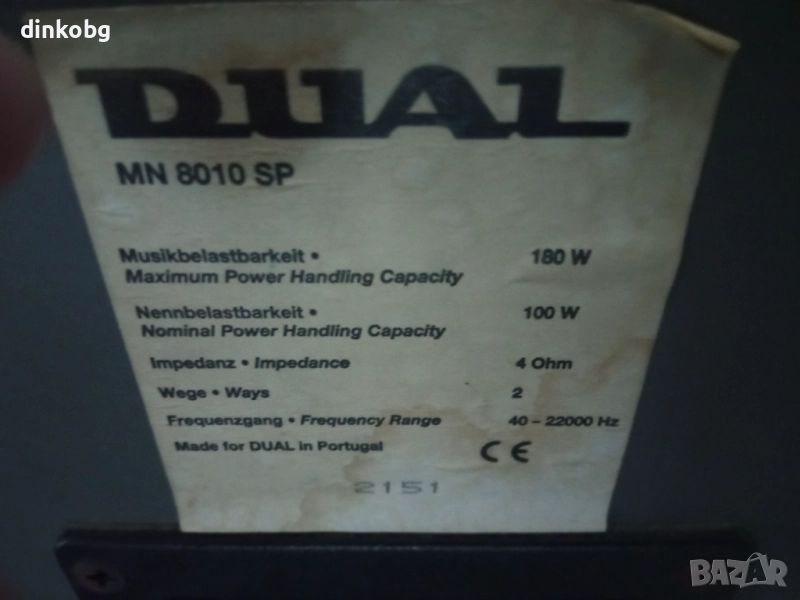 dinkobg
DUAL
MN 8010 SP
Musikbelastbarkeit • 180 W
Maximum Power Handling Capacity
Nennbelastbarkeit • 100 W
Nominal Power Handling Capacity
Impedanz • Impedance 4 Ohm
Wege • Ways 2
Frequenzgang • Frequency Range 40 – 22000 Hz
Made for DUAL in Portugal CE
2151
BAZAR